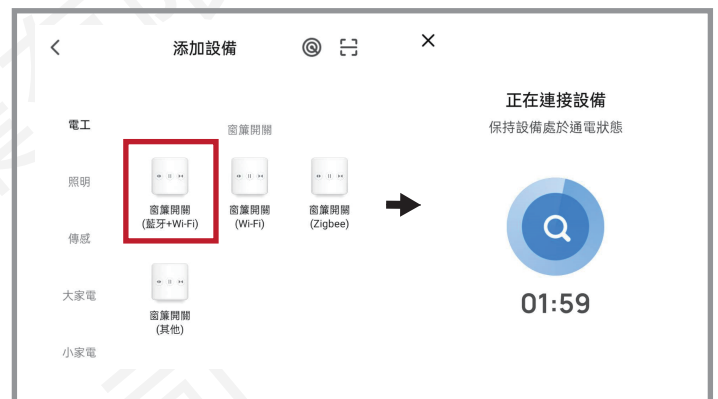 添加設備
電工
照明
傳感
大家電
小家電
窗簾開關
窗簾開關
(藍牙+Wi-Fi)
窗簾開關
(Wi-Fi)
窗簾開關
(Zigbee)
窗簾開關
(其他)
正在連接設備
保持設備處於通電狀態
01:59